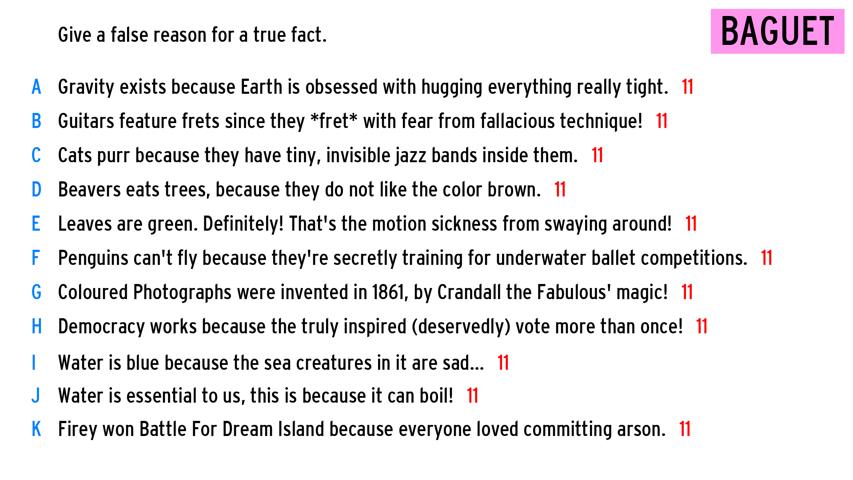 Give a false reason for a true fact.
BAGUET
A Gravity exists because Earth is obsessed with hugging everything really tight. 11
B Guitars feature frets since they *fret* with fear from fallacious technique! 11
C Cats purr because they have tiny, invisible jazz bands inside them. 11
D Beavers eats trees, because they do not like the color brown. 11
E Leaves are green. Definitely! That's the motion sickness from swaying around! 11
F Penguins can't fly because they're secretly training for underwater ballet competitions. 11
G Coloured Photographs were invented in 1861, by Crandall the Fabulous' magic! 11
H Democracy works because the truly inspired (deservedly) vote more than once! 11
I Water is blue because the sea creatures in it are sad... 11
J Water is essential to us, this is because it can boil! 11
K Firey won Battle For Dream Island because everyone loved committing arson. 11